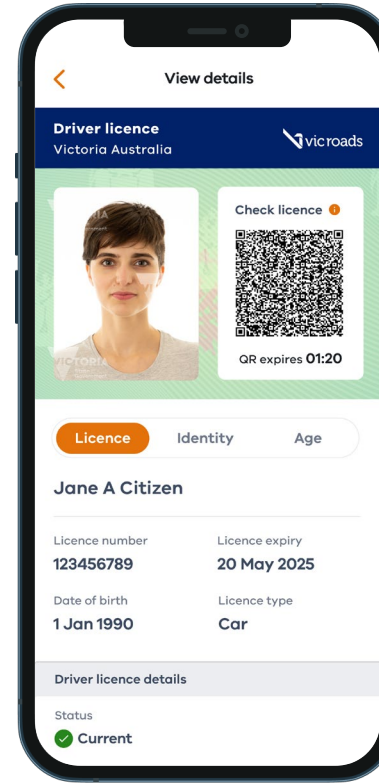 View details
Driver licence
Victoria Australia
vicroads
Check licence
QR expires 01:20
VICTORIA
Licence Identity Age
Jane A Citizen
Licence number Licence expiry
123456789 20 May 2025
Date of birth Licence type
1 Jan 1990 Car
Driver licence details
Status
Current